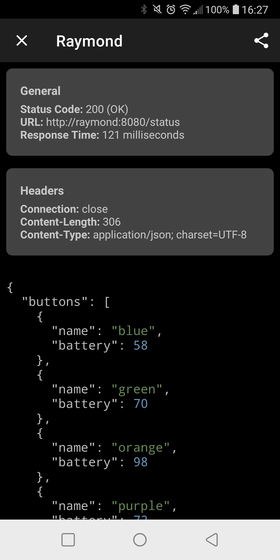 100% 16:27
Raymond
General
Status Code: 200 (OK)
URL: http://raymond:8080/status
Response Time: 121 milliseconds
Headers
Connection: close
Content-Length: 306
Content-Type: application/json; charset=UTF-8
{
"buttons": [
{
"name": "blue",
"battery": 58
},
{
"name": "green",
"battery": 70
},
{
"name": "orange",
"battery": 98
},
{
"name": "purple",
"battery": 72